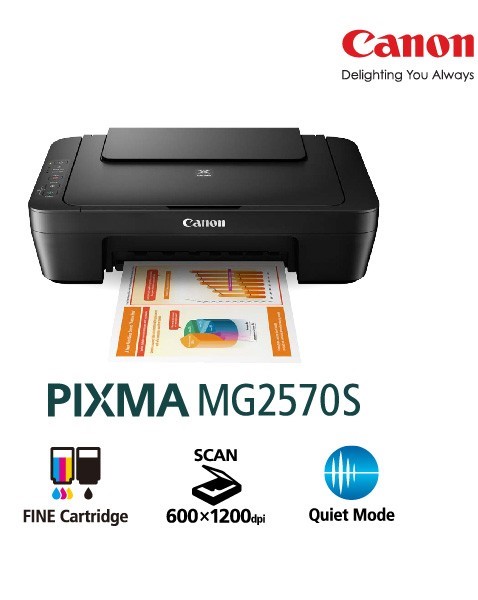 Canon
Delighting You Always
Canon
PIXMA MG2570S
SCAN
FINE Cartridge
600×1200dpi
Quiet Mode